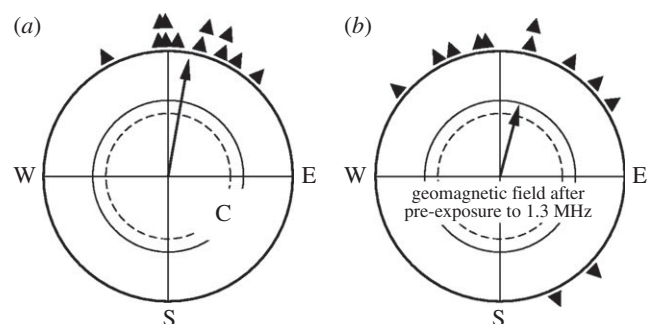 (a)
(b)
W
E
W
E
C
geomagnetic field after
pre-exposure to 1.3 MHz
S
S